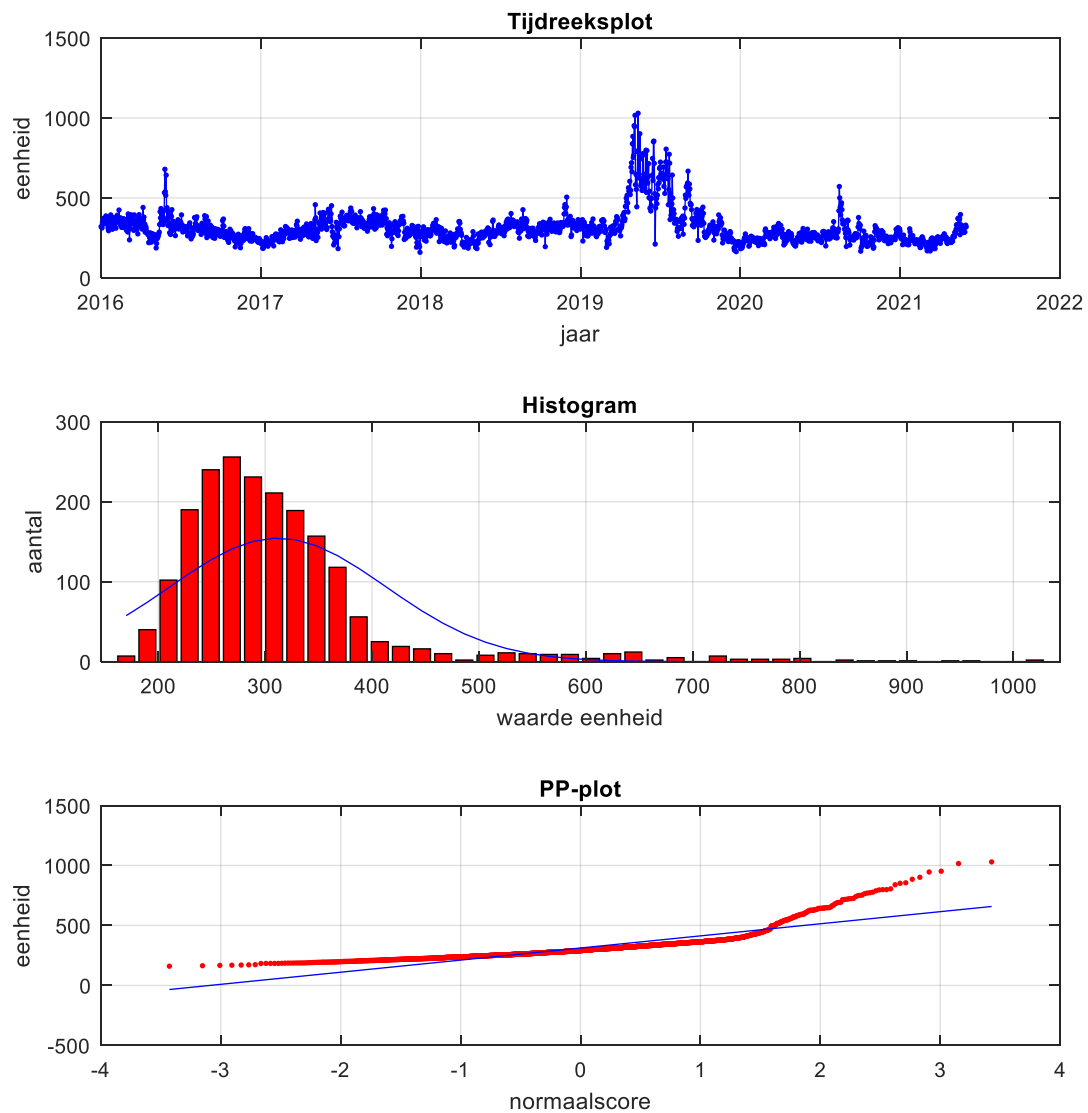 Tijdreeksplot
1500
1000
500
0
eenheid
2016 2017 2018 2019 2020 2021 2022
jaar
Histogram
300
200
100
0
aantal
200 300 400 500 600 700 800 900 1000
waarde eenheid
PP-plot
1500
1000
500
0
-500
eenheid
-4 -3 -2 -1 0 1 2 3 4
normaalscore